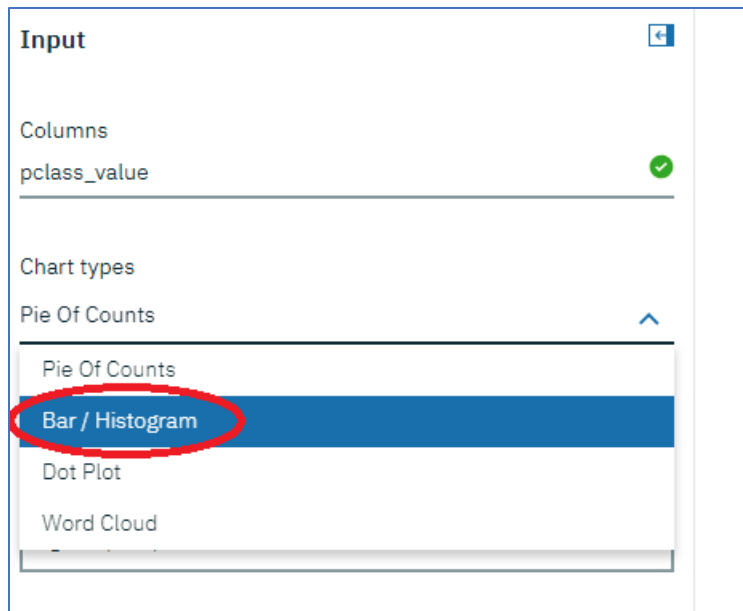 Input
Columns
pclass_value
Chart types
Pie Of Counts
Pie Of Counts
Bar / Histogram
Dot Plot
Word Cloud